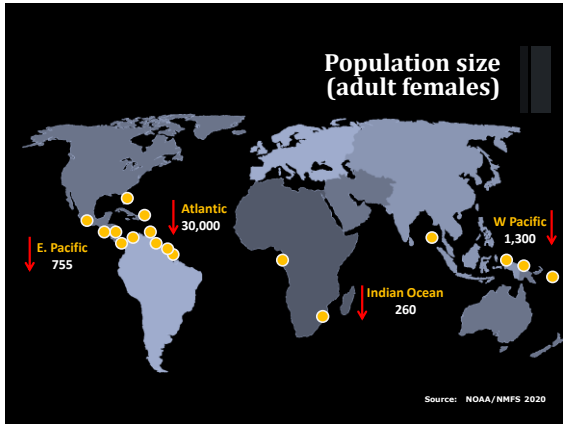 Population size
(adult females)
Atlantic
30,000
W Pacific
1,300
E. Pacific
755
Indian Ocean
260
Source: NOAA/NMFS 2020